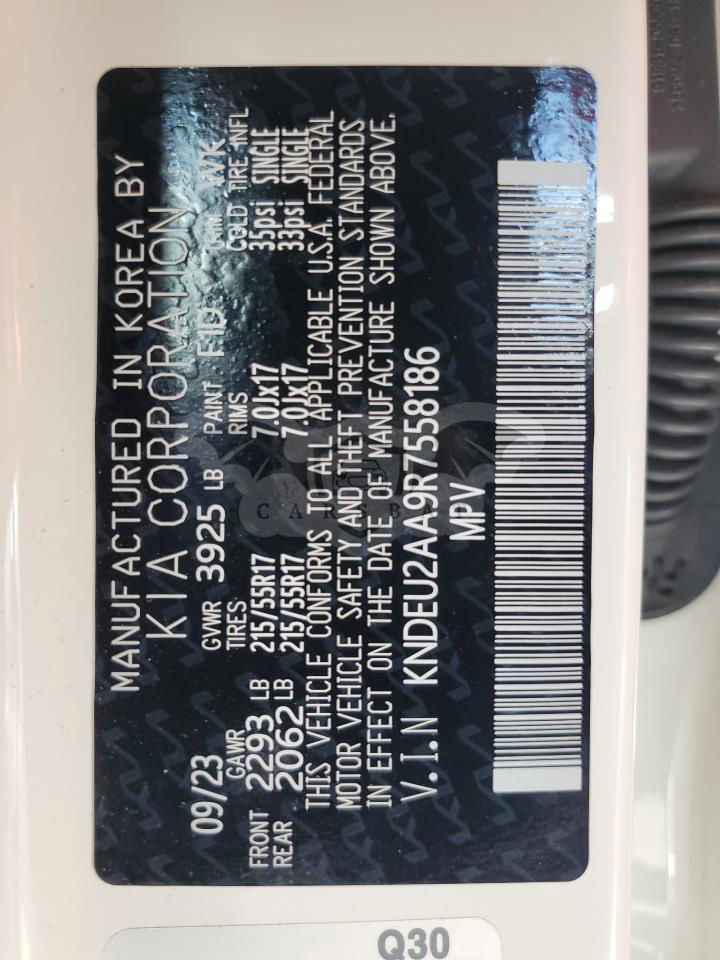 MANUFACTURED IN KOREA BY
KIA CORPORATION
09/23 GVWR 3925 LB PAINT F1D TRIM WK
GAWR TIRES RIMS COLD TIRE INFL
FRONT 2293 LB 215/55R17 7.0Jx17 35psi SINGLE
REAR 2062 LB 215/55R17 7.0Jx17 33psi SINGLE
THIS VEHICLE CONFORMS TO ALL APPLICABLE U.S.A. FEDERAL
MOTOR VEHICLE SAFETY AND THEFT PREVENTION STANDARDS
IN EFFECT ON THE DATE OF MANUFACTURE SHOWN ABOVE.
V.I.N KNDEU2AA9R7558186
MPV
Q30